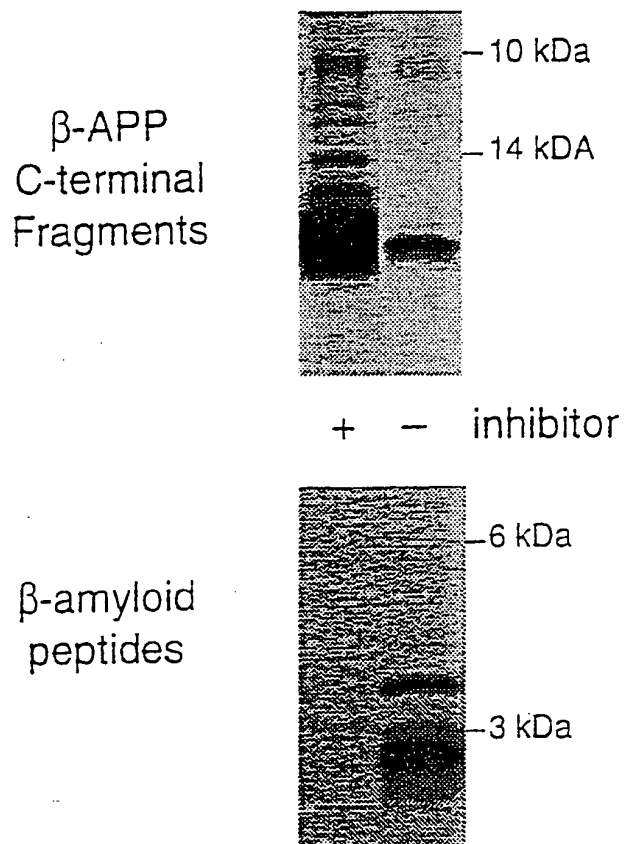 β-APP
C-terminal
Fragments
10 kDa
14 kDA
+ − inhibitor
β-amyloid
peptides
6 kDa
3 kDa